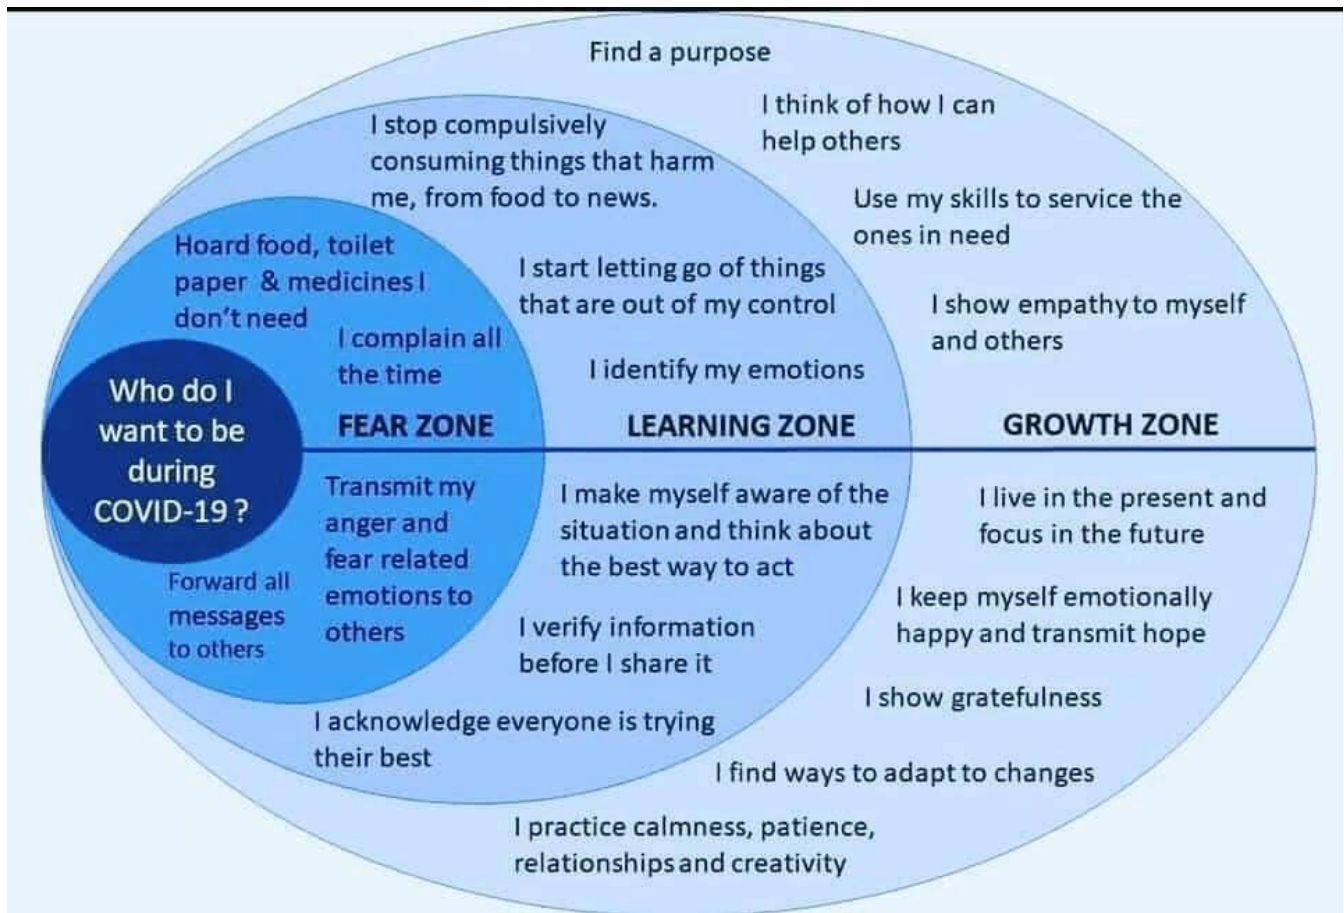 Find a purpose
I think of how I can
help others
Use my skills to service the
ones in need
I show empathy to myself
and others
I stop compulsively
consuming things that harm
me, from food to news.
I start letting go of things
that are out of my control
I identify my emotions
Hoard food, toilet
paper & medicines I
don't need
I complain all
the time
Who do I
want to be
during
COVID-19 ?
FEAR ZONE
LEARNING ZONE
GROWTH ZONE
Transmit my
anger and
fear related
emotions to
others
Forward all
messages
to others
I make myself aware of the
situation and think about
the best way to act
I verify information
before I share it
I acknowledge everyone is trying
their best
I live in the present and
focus in the future
I keep myself emotionally
happy and transmit hope
I show gratefulness
I find ways to adapt to changes
I practice calmness, patience,
relationships and creativity